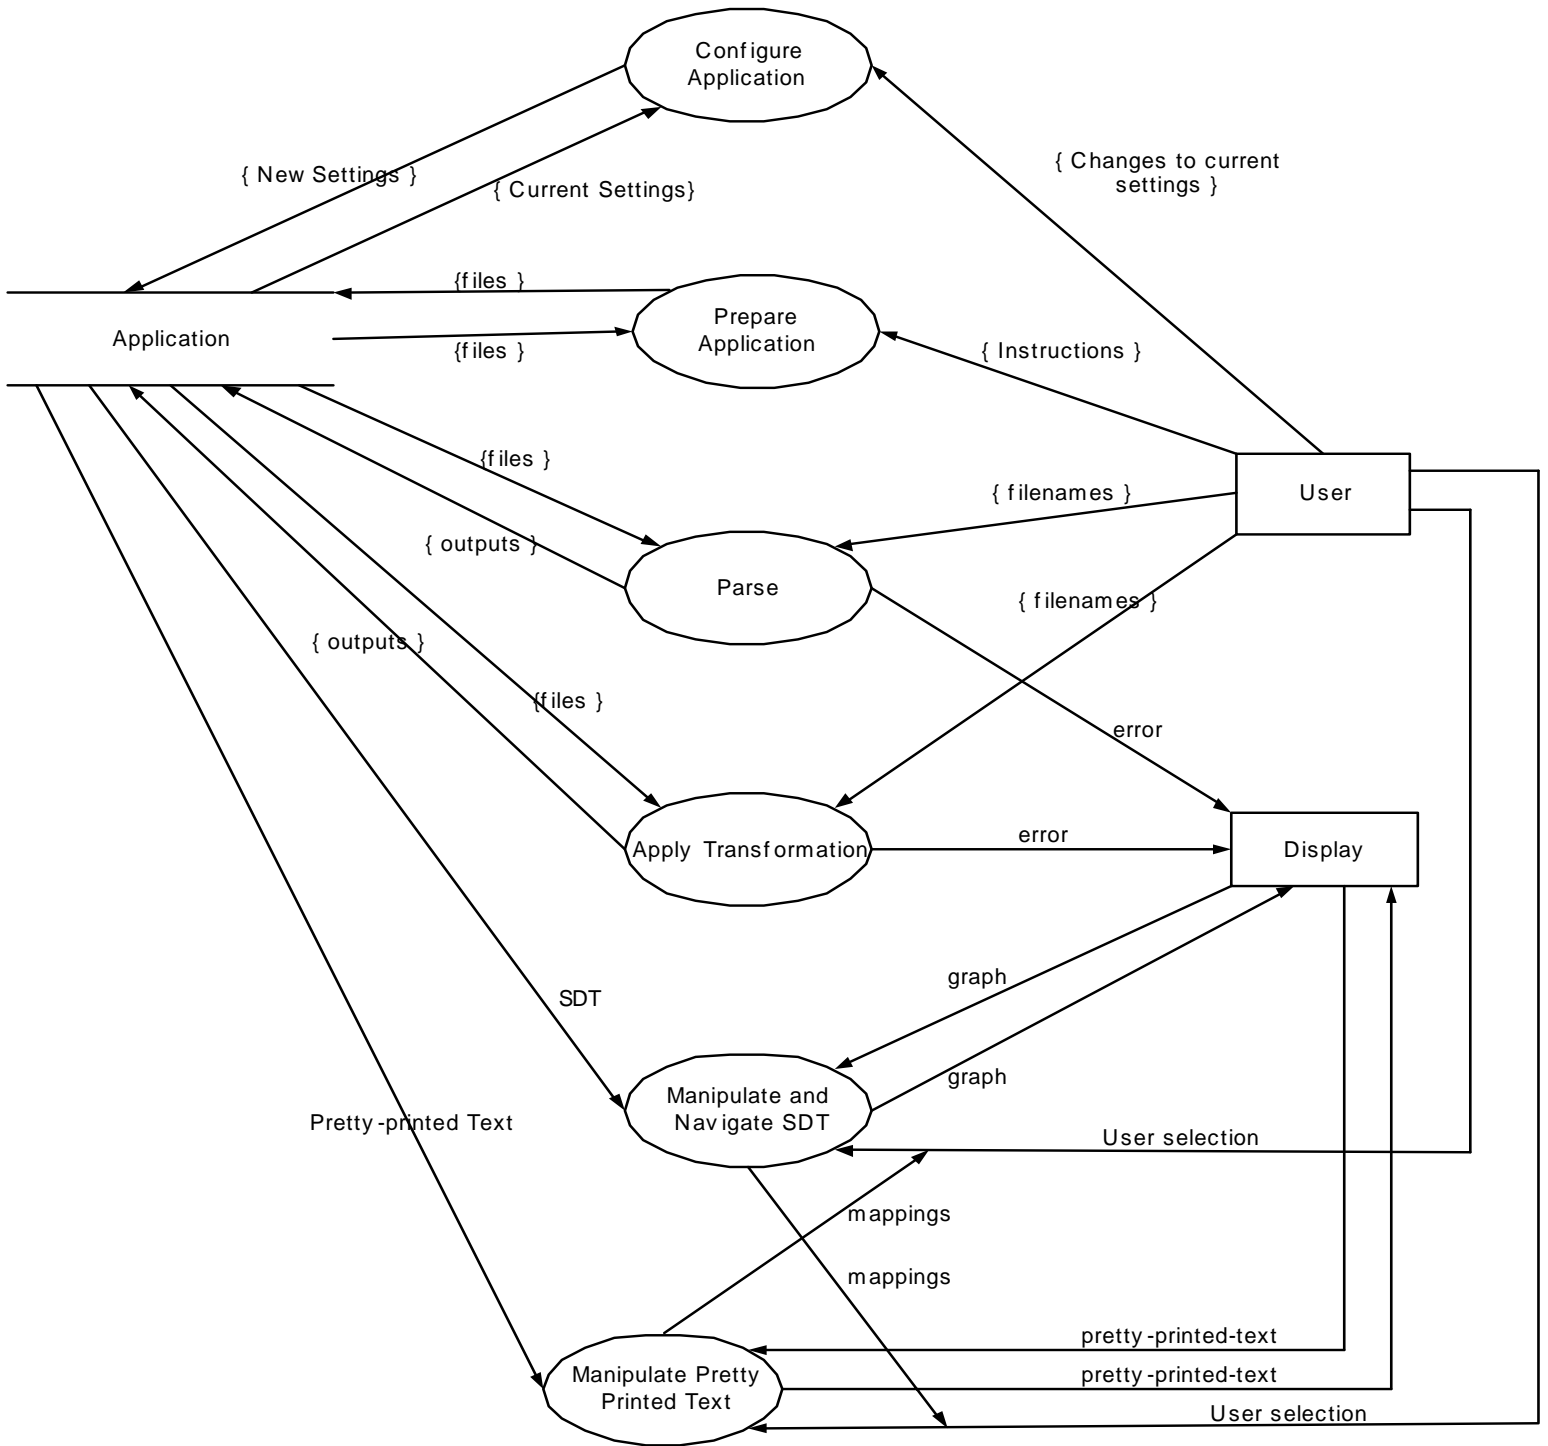 Configure
Application
{ Changes to current
settings }
{ New Settings }
{ Current Settings}
{files }
Prepare
Application
Application
{files }
{ Instructions }
{files }
{ filenames }
User
{ outputs }
Parse
{ filenames }
{ outputs }
{files }
error
error
Apply Transformation
Display
graph
SDT
graph
Manipulate and
Navigate SDT
Pretty-printed Text
User selection
mappings
mappings
pretty-printed-text
Manipulate Pretty
Printed Text
pretty-printed-text
User selection